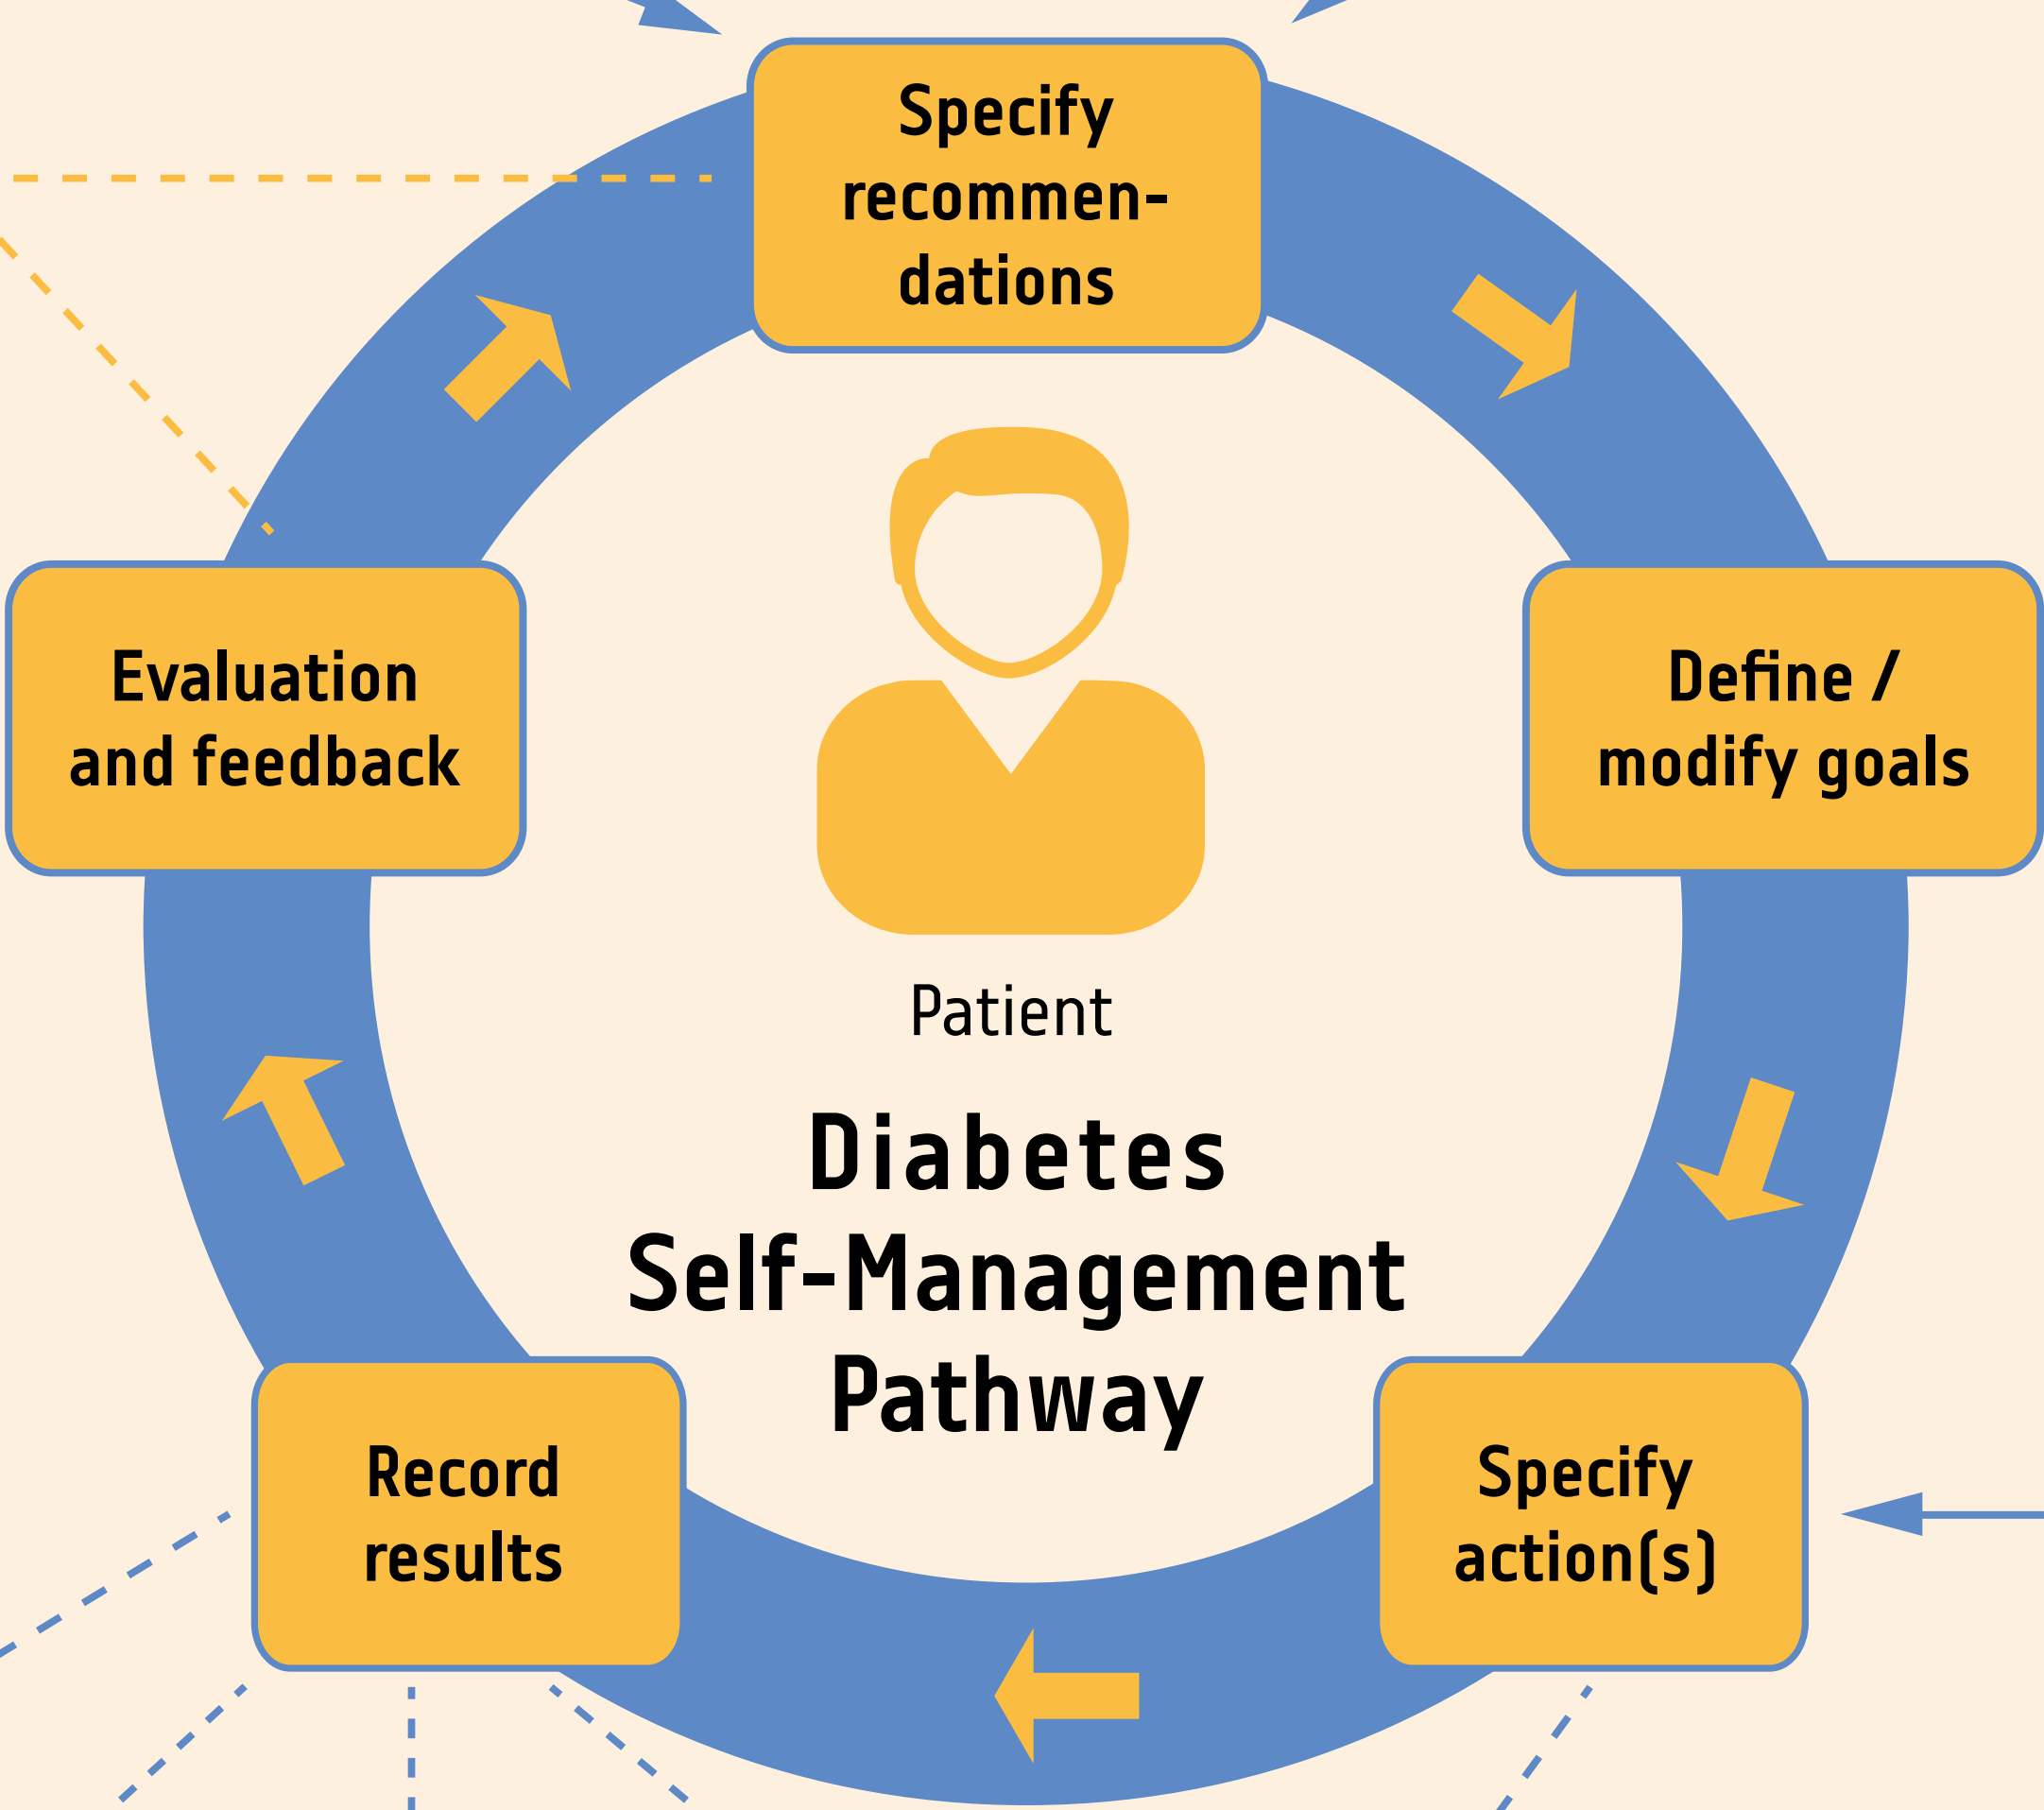 Specify
recommen-
dations
Evaluation
and feedback
Define /
modify goals
Patient
Diabetes
Self-Management
Pathway
Record
results
Specify
action(s)